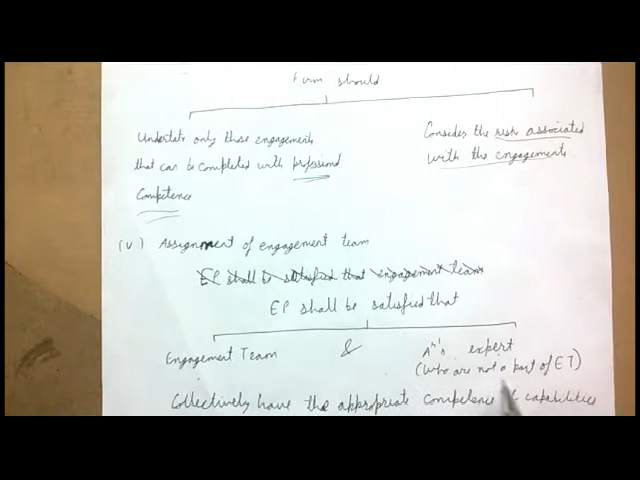 Firm should
Undertake only those engagements
that can be completed with professional
Competence
Consider the risk associated
with the engagements
(V) Assignment of engagement team
EP shall be satisfied that engagement team
EP shall be satisfied that
Engagement Team & Ar's expert
(Who are not a part of ET)
Collectively have the appropriate competence & capabilities